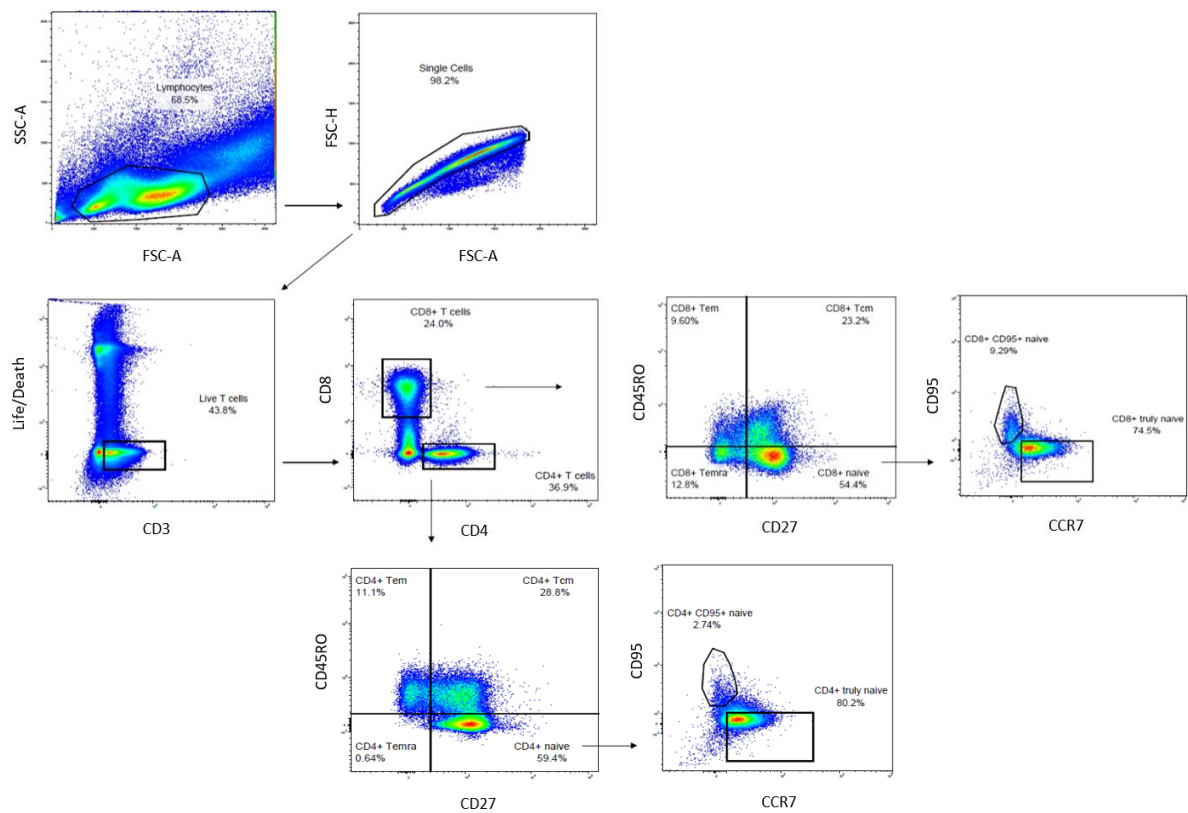 SSC-A
Lymphocytes
68.5%
FSC-A
FSC-H
Single Cells
98.2%
FSC-A
Life/Death
Live T cells
43.8%
CD3
CD8
CD8+ T cells
24.0%
CD4+ T cells
36.9%
CD4
CD45RO
CD8+ Tem
9.60%
CD8+ Tcm
23.2%
CD8+ Temra
12.8%
CD8+ naive
54.4%
CD27
CD95
CD8+ CD95+ naive
9.29%
CD8+ truly naive
74.5%
CCR7
CD45RO
CD4+ Tem
11.1%
CD4+ Tcm
28.8%
CD4+ Temra
0.64%
CD4+ naive
59.4%
CD27
CD95
CD4+ CD95+ naive
2.74%
CD4+ truly naive
80.2%
CCR7